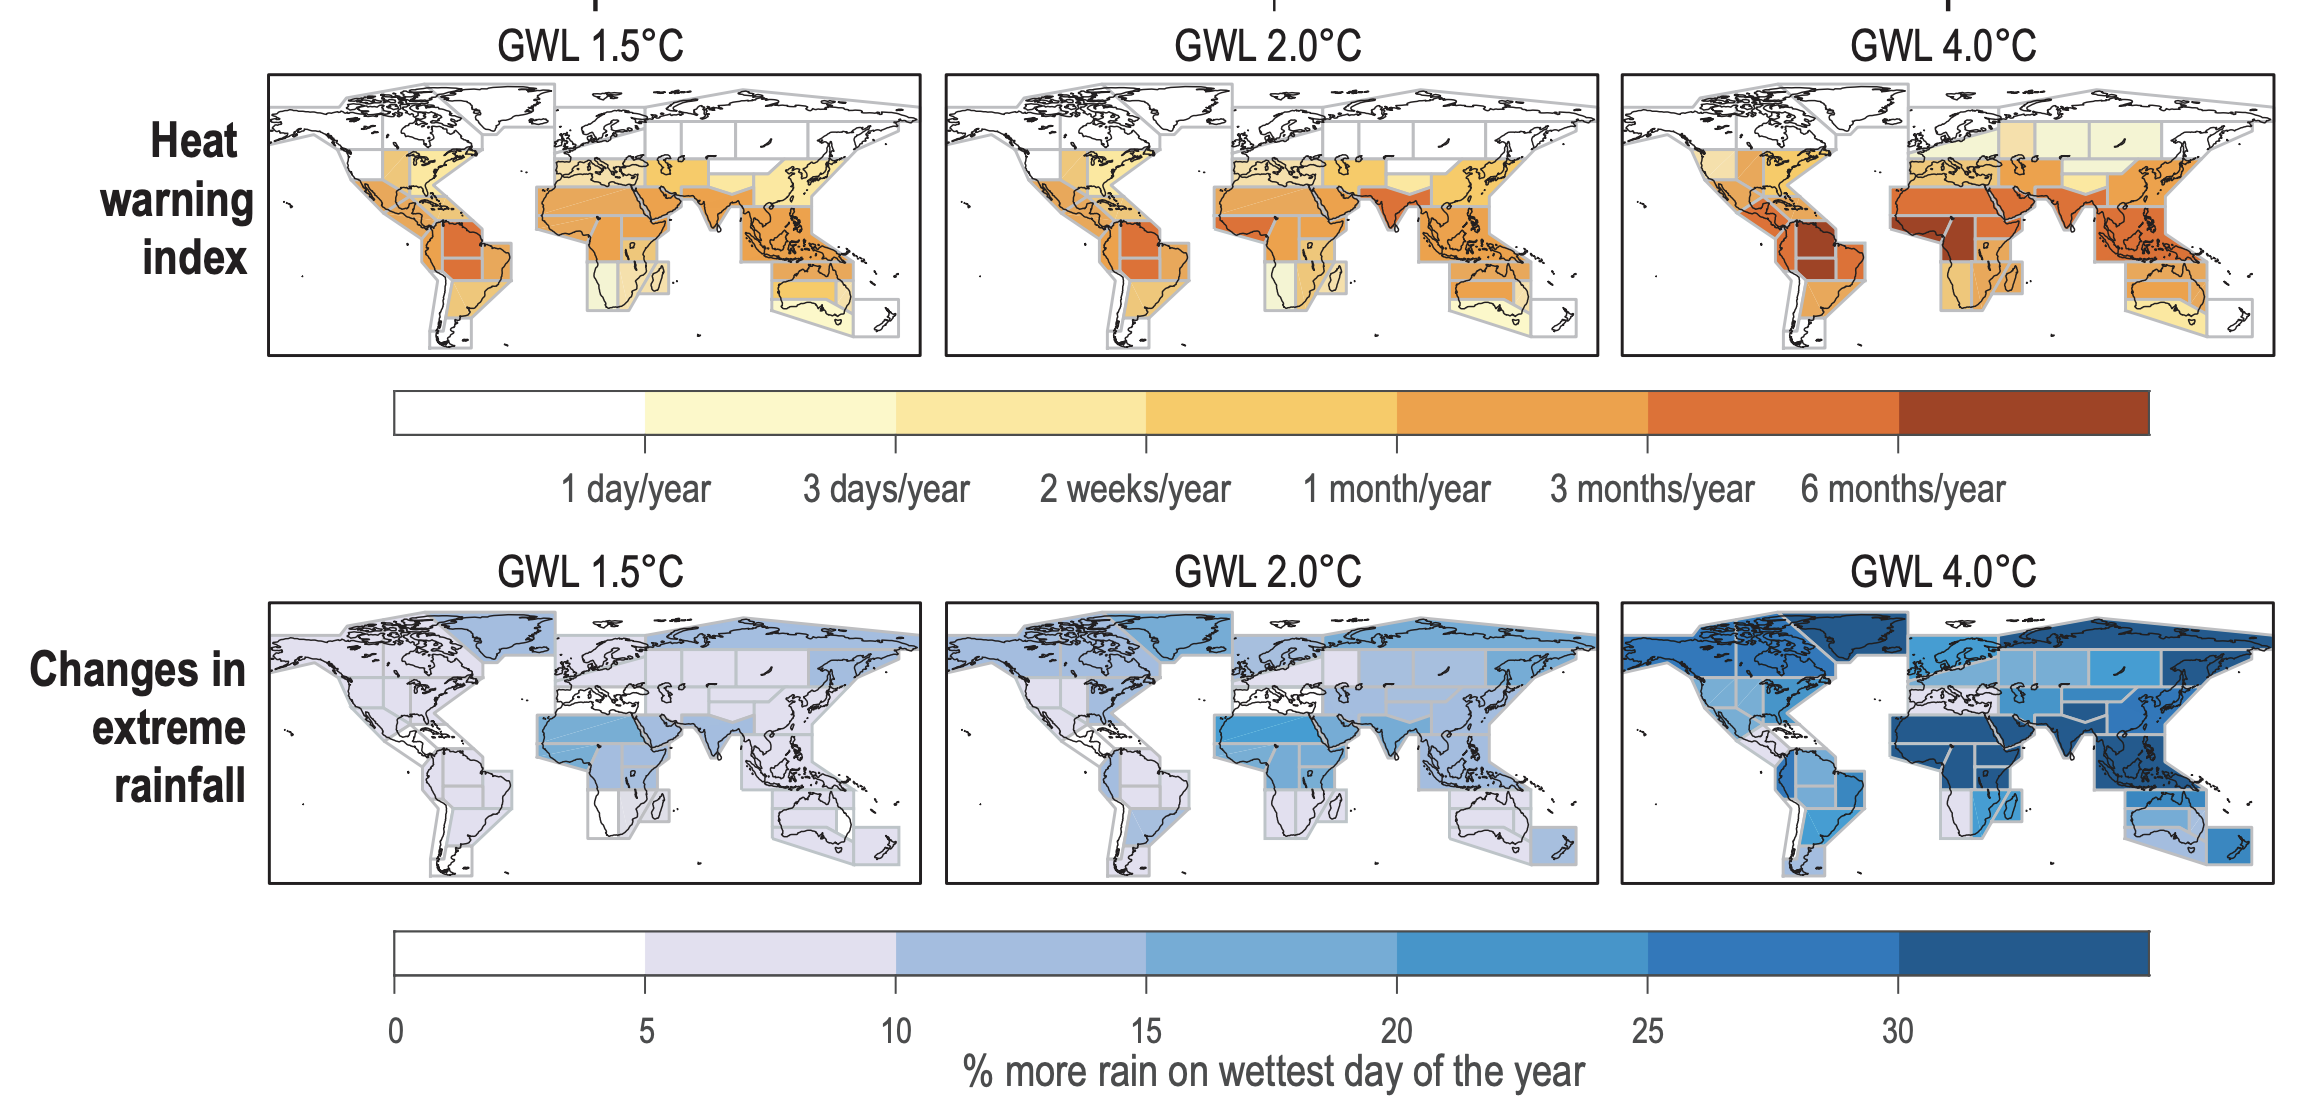 GWL 1.5°C GWL 2.0°C GWL 4.0°C
Heat
warning
index
1 day/year 3 days/year 2 weeks/year 1 month/year 3 months/year 6 months/year
GWL 1.5°C GWL 2.0°C GWL 4.0°C
Changes in
extreme
rainfall
0 5 10 15 20 25 30
% more rain on wettest day of the year